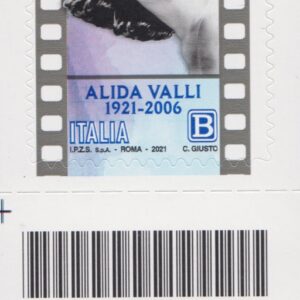 ALIDA VALLI
1921-2006
ITALIA B
I.P.Z.S. S.p.A. - ROMA - 2021 C. GIUSTO